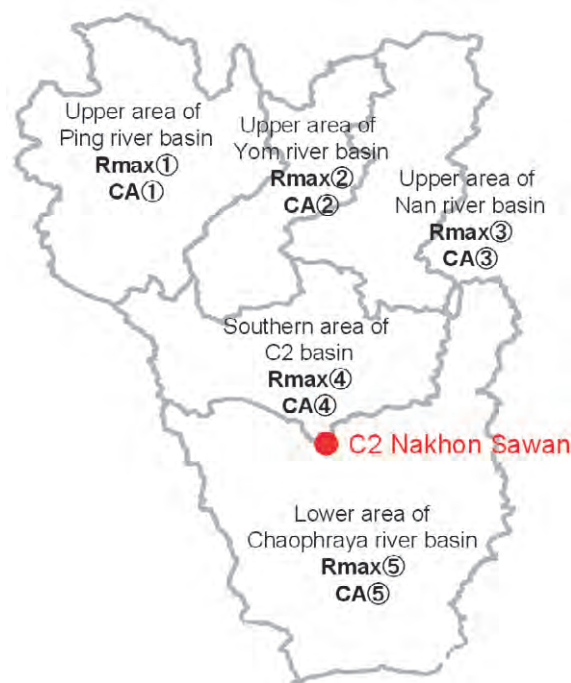 Upper area of
Ping river basin
Rmax①
CA①
Upper area of
Yom river basin
Rmax②
CA②
Upper area of
Nan river basin
Rmax③
CA③
Southern area of
C2 basin
Rmax④
CA④
C2 Nakhon Sawan
Lower area of
Chaophraya river basin
Rmax⑤
CA⑤